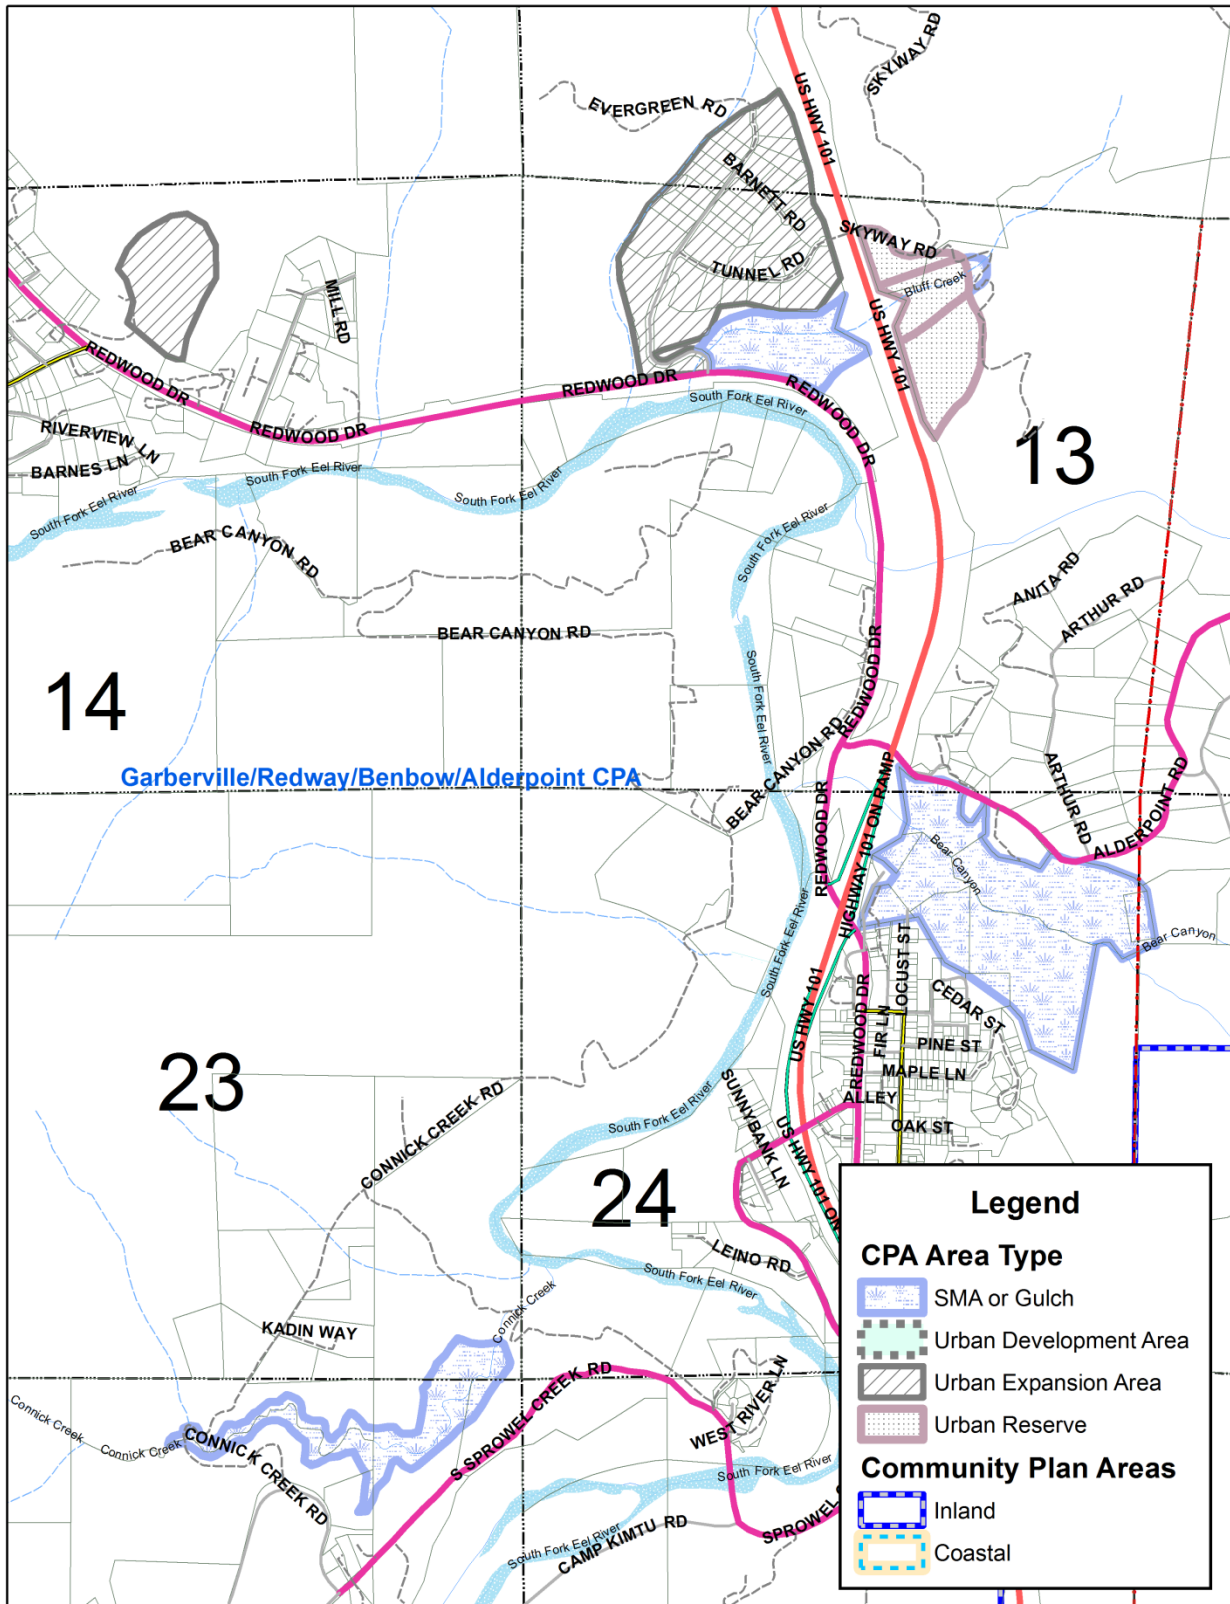 SKYWAY RD
US HWY 101
EVERGREEN RD
BARNETT RD
SKYWAY RD
TUNNEL RD
Bluff Creek
MILL RD
US HWY 101
REDWOOD DR
REDWOOD DR
REDWOOD DR
South Fork Eel River
REDWOOD DR
RIVERVIEW LN
REDWOOD DR
13
BARNES LN
South Fork Eel River
South Fork Eel River
South Fork Eel River
South Fork Eel River
BEAR CANYON RD
ANITA RD
ARTHUR RD
BEAR CANYON RD
REDWOOD DR
South Fork Eel River
14
BEAR CANYON RD
Garberville/Redway/Benbow/Alderpoint CPA
REDWOOD DR
HIGHWAY 101 ON RAMP
ARTHUR RD
ALDERPOINT RD
Bear Canyon
Bear Canyon
South Fork Eel River
US HWY 101
LOCUST ST
CEDAR ST
REDWOOD DR
FIR LN
PINE ST
23
MAPLE LN
SUNNYBANK LN
ALLEY
OAK ST
CONNICK CREEK RD
South Fork Eel River
US HWY 101 ON
24
LEINO RD
South Fork Eel River
Connick Creek
KADIN WAY
S SPROWEL CREEK RD
WEST RIVER LN
Connick Creek
Connick Creek
CONNICK CREEK RD
South Fork Eel River
South Fork Eel River
CAMP KIMTU RD
SPROWEL
Legend
CPA Area Type
SMA or Gulch
Urban Development Area
Urban Expansion Area
Urban Reserve
Community Plan Areas
Inland
Coastal